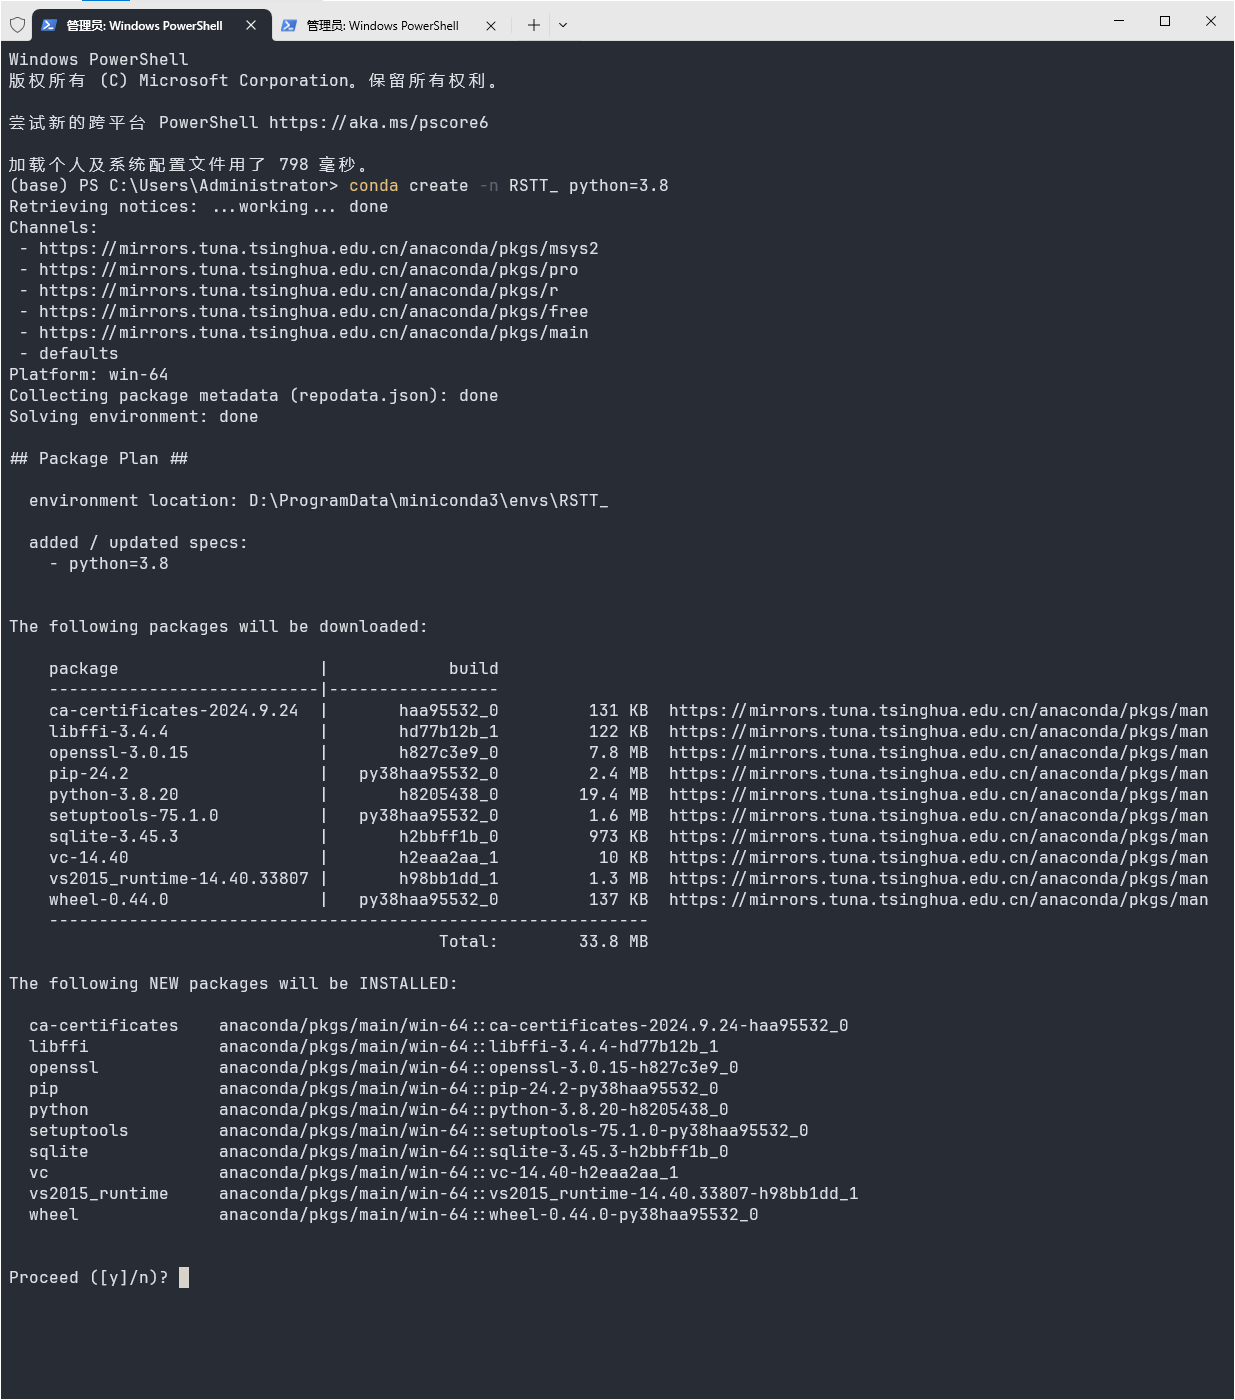 管理员: Windows PowerShell
管理员: Windows PowerShell
Windows PowerShell
版权所有 (C) Microsoft Corporation。保留所有权利。
尝试新的跨平台 PowerShell https://aka.ms/pscore6
加载个人及系统配置文件用了 798 毫秒。
(base) PS C:\Users\Administrator> conda create -n RSTT_ python=3.8
Retrieving notices: ...working... done
Channels:
 - https://mirrors.tuna.tsinghua.edu.cn/anaconda/pkgs/msys2
 - https://mirrors.tuna.tsinghua.edu.cn/anaconda/pkgs/pro
 - https://mirrors.tuna.tsinghua.edu.cn/anaconda/pkgs/r
 - https://mirrors.tuna.tsinghua.edu.cn/anaconda/pkgs/free
 - https://mirrors.tuna.tsinghua.edu.cn/anaconda/pkgs/main
 - defaults
Platform: win-64
Collecting package metadata (repodata.json): done
Solving environment: done
## Package Plan ##
  environment location: D:\ProgramData\miniconda3\envs\RSTT_
  added / updated specs:
    - python=3.8
The following packages will be downloaded:
    package                    |            build
    ---------------------------|-----------------
    ca-certificates-2024.9.24  |       haa95532_0         131 KB  https://mirrors.tuna.tsinghua.edu.cn/anaconda/pkgs/man
    libffi-3.4.4               |       hd77b12b_1         122 KB  https://mirrors.tuna.tsinghua.edu.cn/anaconda/pkgs/man
    openssl-3.0.15             |       h827c3e9_0         7.8 MB  https://mirrors.tuna.tsinghua.edu.cn/anaconda/pkgs/man
    pip-24.2                   |   py38haa95532_0         2.4 MB  https://mirrors.tuna.tsinghua.edu.cn/anaconda/pkgs/man
    python-3.8.20              |       h8205438_0        19.4 MB  https://mirrors.tuna.tsinghua.edu.cn/anaconda/pkgs/man
    setuptools-75.1.0          |   py38haa95532_0         1.6 MB  https://mirrors.tuna.tsinghua.edu.cn/anaconda/pkgs/man
    sqlite-3.45.3              |       h2bbff1b_0         973 KB  https://mirrors.tuna.tsinghua.edu.cn/anaconda/pkgs/man
    vc-14.40                   |       h2eaa2aa_1          10 KB  https://mirrors.tuna.tsinghua.edu.cn/anaconda/pkgs/man
    vs2015_runtime-14.40.33807 |       h98bb1dd_1         1.3 MB  https://mirrors.tuna.tsinghua.edu.cn/anaconda/pkgs/man
    wheel-0.44.0               |   py38haa95532_0         137 KB  https://mirrors.tuna.tsinghua.edu.cn/anaconda/pkgs/man
    ------------------------------------------------------------
                                           Total:        33.8 MB
The following NEW packages will be INSTALLED:
  ca-certificates    anaconda/pkgs/main/win-64::ca-certificates-2024.9.24-haa95532_0
  libffi             anaconda/pkgs/main/win-64::libffi-3.4.4-hd77b12b_1
  openssl            anaconda/pkgs/main/win-64::openssl-3.0.15-h827c3e9_0
  pip                anaconda/pkgs/main/win-64::pip-24.2-py38haa95532_0
  python             anaconda/pkgs/main/win-64::python-3.8.20-h8205438_0
  setuptools         anaconda/pkgs/main/win-64::setuptools-75.1.0-py38haa95532_0
  sqlite             anaconda/pkgs/main/win-64::sqlite-3.45.3-h2bbff1b_0
  vc                 anaconda/pkgs/main/win-64::vc-14.40-h2eaa2aa_1
  vs2015_runtime     anaconda/pkgs/main/win-64::vs2015_runtime-14.40.33807-h98bb1dd_1
  wheel              anaconda/pkgs/main/win-64::wheel-0.44.0-py38haa95532_0
Proceed ([y]/n)?